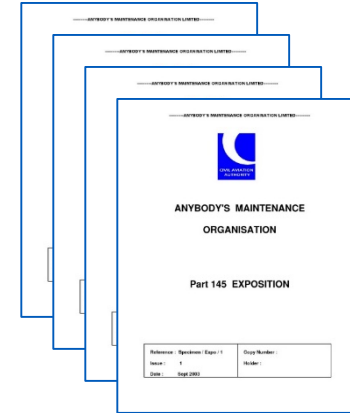 -------ANYBODY'S MAINTENANCE ORGANISATION LIMITED-------
-------ANYBODY'S MAINTENANCE ORGANISATION LIMITED-------
-------ANYBODY'S MAINTENANCE ORGANISATION LIMITED-------
-------ANYBODY'S MAINTENANCE ORGANISATION LIMITED-------
CIVIL AVIATION
AUTHORITY
ANYBODY'S MAINTENANCE
ORGANISATION
Part 145 EXPOSITION
Reference : Specimen / Expo / 1 Copy Number :
Issue : 1 Holder :
Date : Sept 2003